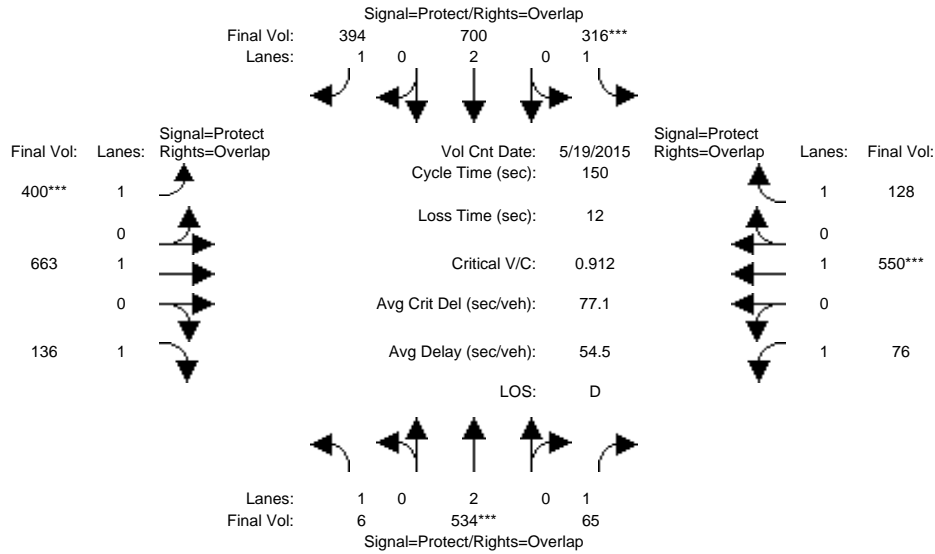 Signal=Protect/Rights=Overlap
Final Vol: 394 700 316***
Lanes: 1 0 2 0 1
Signal=Protect
Final Vol: Lanes: Rights=Overlap
Vol Cnt Date: 5/19/2015
Signal=Protect
Rights=Overlap Lanes: Final Vol:
Cycle Time (sec): 150
400*** 1
1 128
Loss Time (sec): 12
0
0
663 1
Critical V/C: 0.912
1 550***
0
Avg Crit Del (sec/veh): 77.1
0
136 1
Avg Delay (sec/veh): 54.5
1 76
LOS: D
Lanes: 1 0 2 0 1
Final Vol: 6 534*** 65
Signal=Protect/Rights=Overlap